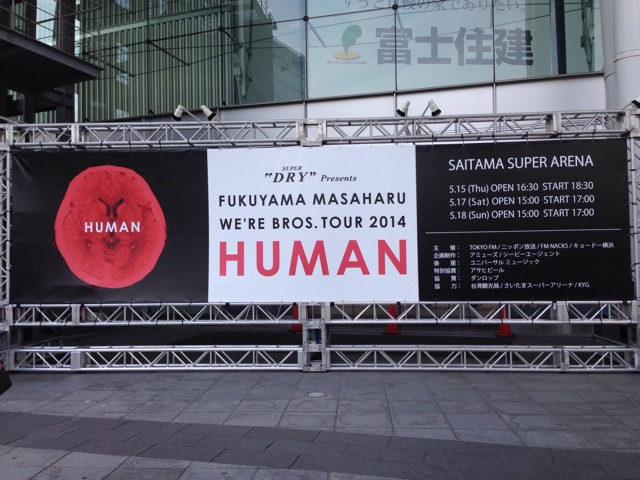 富士住建
HUMAN
SUPER
"DRY" Presents
FUKUYAMA MASAHARU
WE'RE BROS. TOUR 2014
HUMAN
SAITAMA SUPER ARENA
5.15 (Thu) OPEN 16:30 START 18:30
5.17 (Sat) OPEN 15:00 START 17:00
5.18 (Sun) OPEN 15:00 START 17:00
主 催： TOKYO FM / ニッポン放送 / FM NACK5 / キョードー横浜
企画制作： アミューズ / シーピーエージェント
後 援： ユニバーサル ミュージック
特別協賛： アサヒビール
協 賛： ダンロップ
協 力： 台湾観光局 / さいたまスーパーアリーナ / KYG